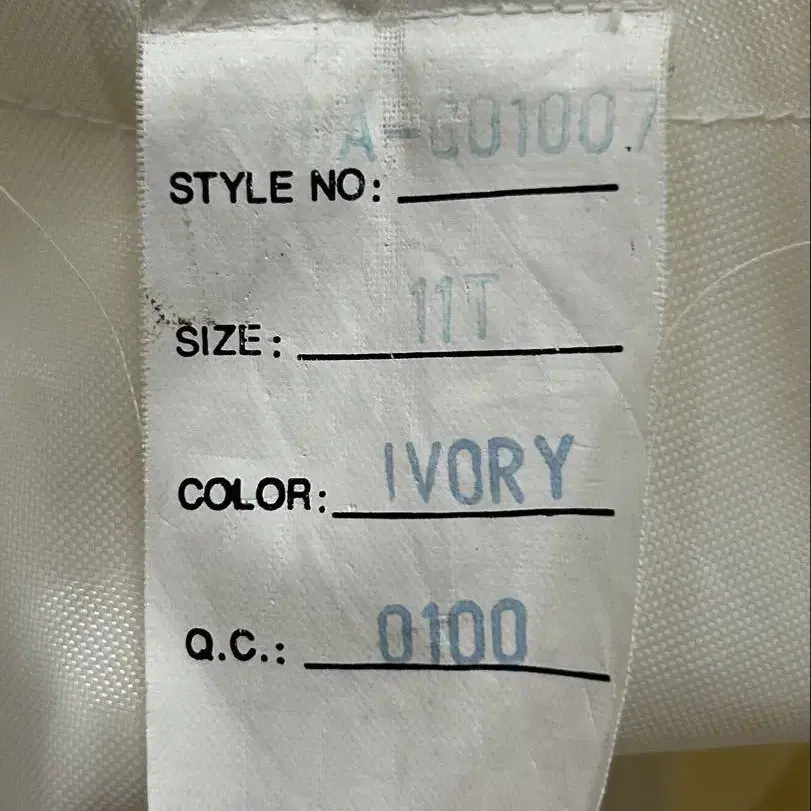 STYLE NO: A-G01007
SIZE: 11T
COLOR: IVORY
Q.C.: 0100